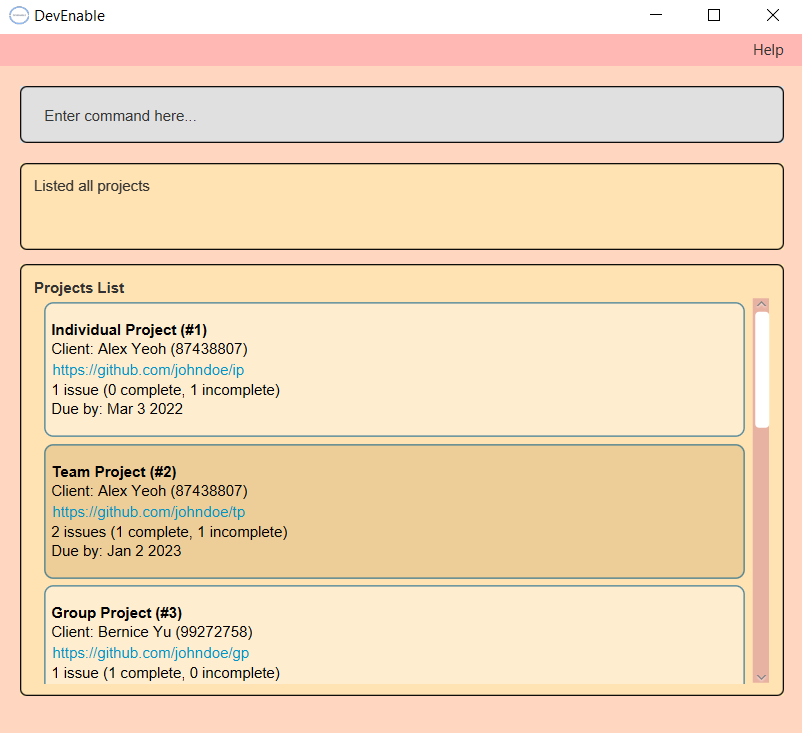 DevEnable
Help
Enter command here...
Listed all projects
Projects List
Individual Project (#1)
Client: Alex Yeoh (87438807)
https://github.com/johndoe/ip
1 issue (0 complete, 1 incomplete)
Due by: Mar 3 2022
Team Project (#2)
Client: Alex Yeoh (87438807)
https://github.com/johndoe/tp
2 issues (1 complete, 1 incomplete)
Due by: Jan 2 2023
Group Project (#3)
Client: Bernice Yu (99272758)
https://github.com/johndoe/gp
1 issue (1 complete, 0 incomplete)